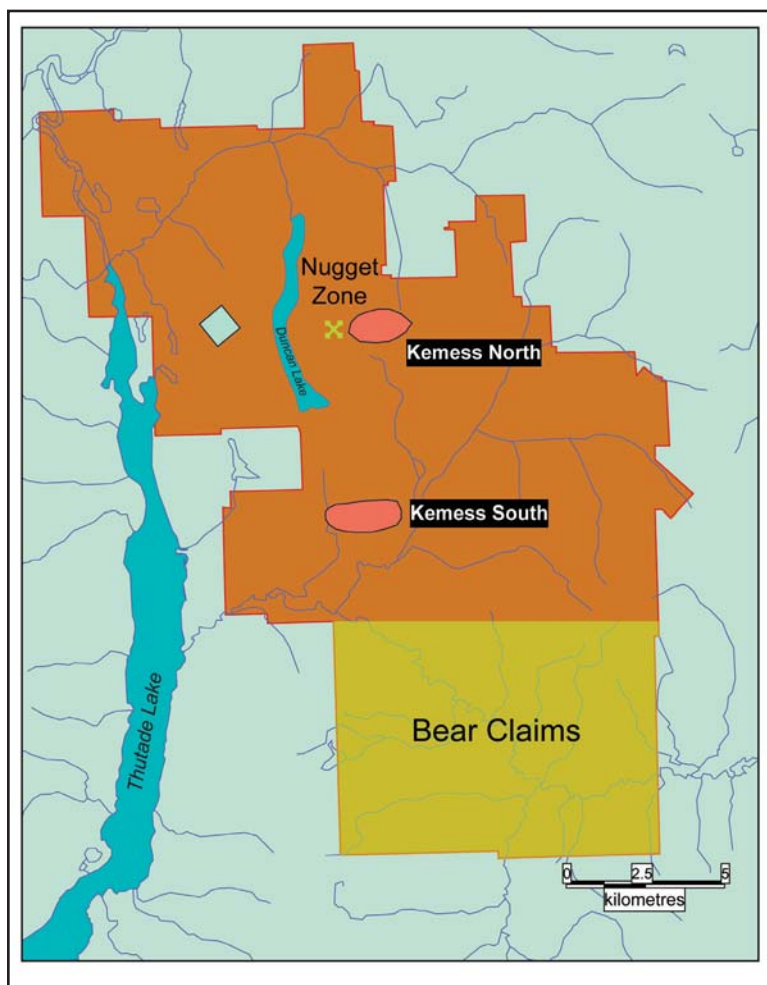 Nugget
Zone
Duncan Lake
Kemess North
Kemess South
Bear Claims
Thutade Lake
0 2.5 5
kilometres